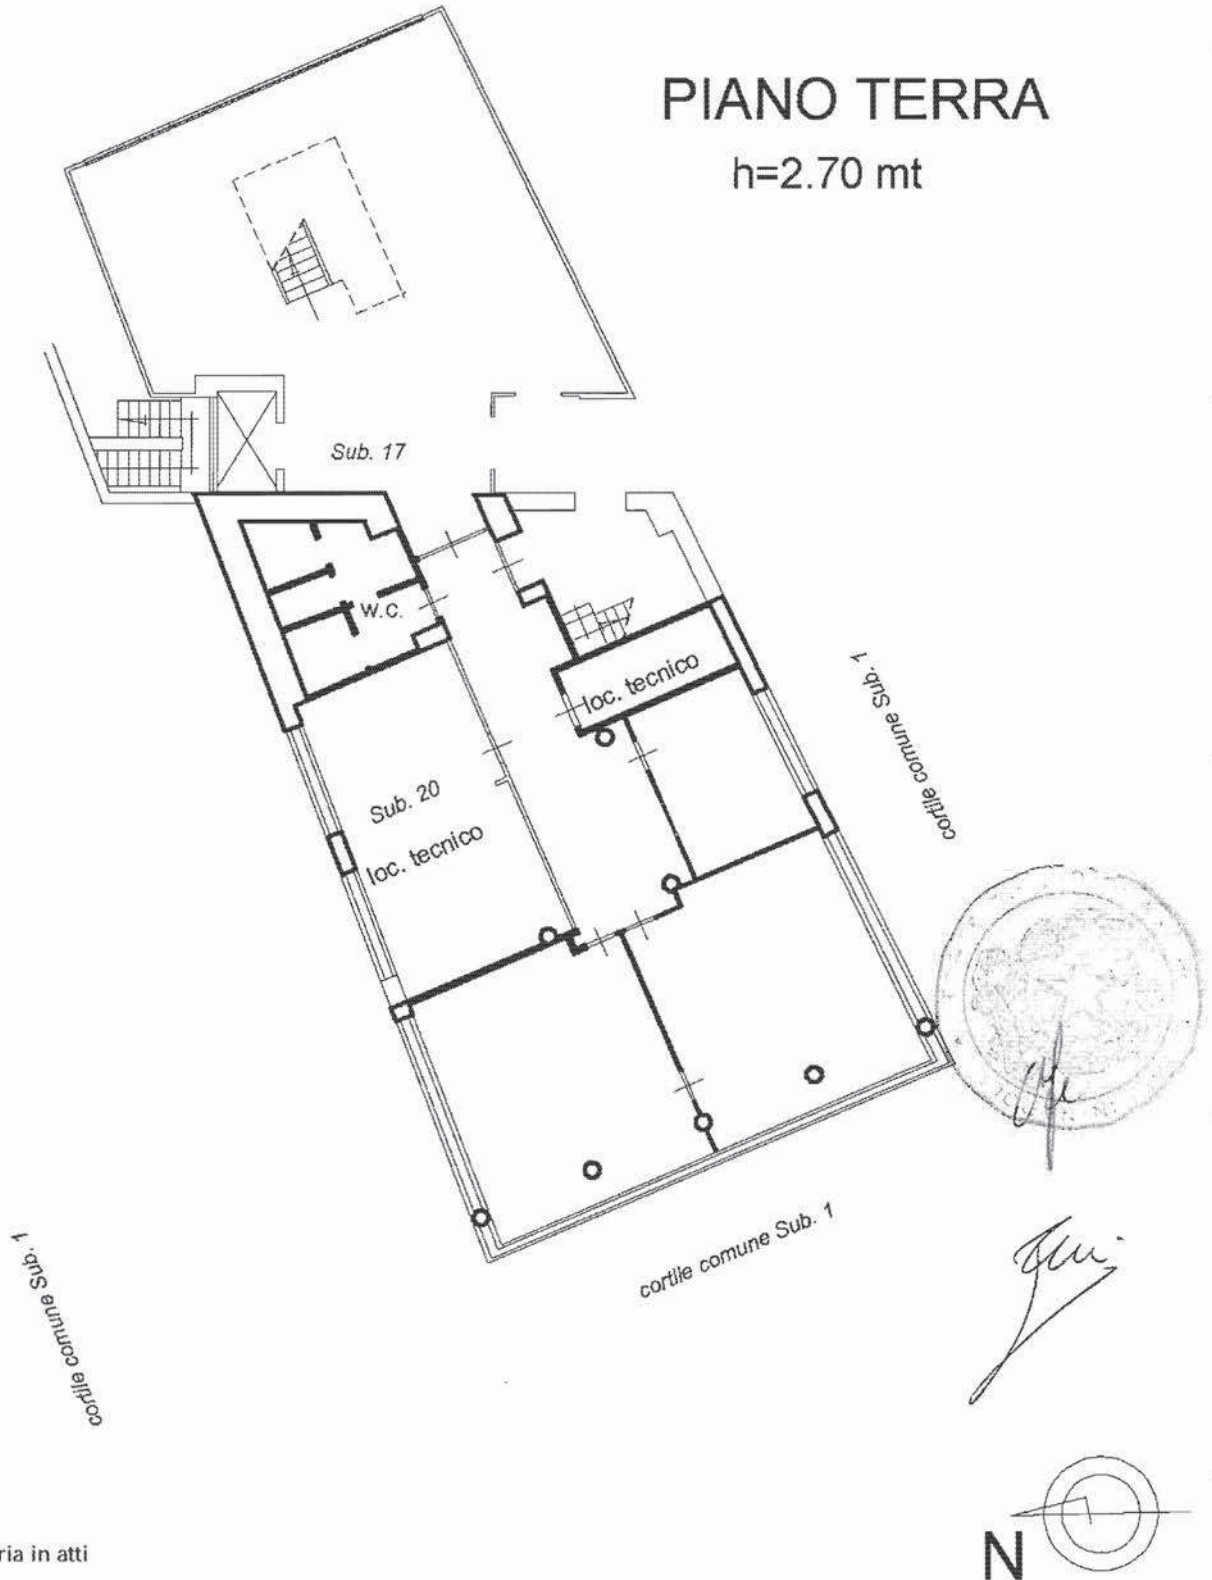 PIANO TERRA
h=2.70 mt
Sub. 17
W.C.
loc. tecnico
cortile comune Sub. 1
Sub. 20
loc. tecnico
cortile comune Sub. 1
cortile comune Sub. 1
N
ria in atti